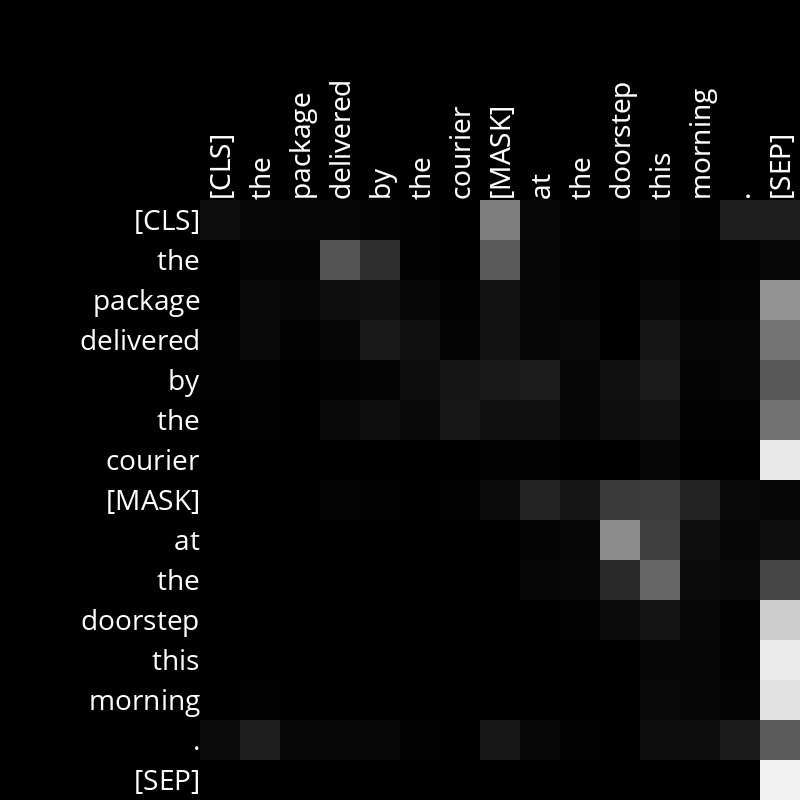 [CLS] the package delivered by the courier [MASK] at the doorstep this morning . [SEP]
[CLS]
the
package
delivered
by
the
courier
[MASK]
at
the
doorstep
this
morning
.
[SEP]